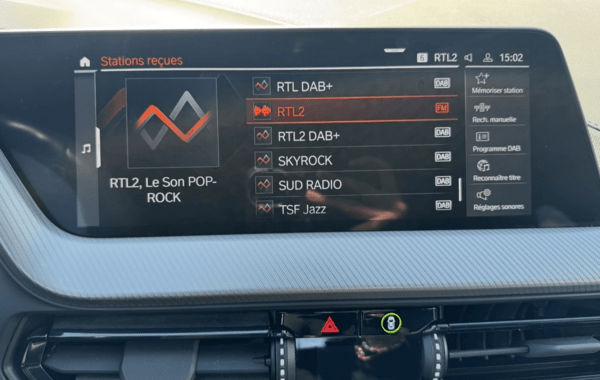 Stations reçues
RTL2
15:02
RTL2, Le Son POP-
ROCK
RTL DAB+
DAB
RTL2
FM
RTL2 DAB+
DAB
SKYROCK
DAB
SUD RADIO
DAB
TSF Jazz
DAB
Mémoriser station
Rech. manuelle
Programme DAB
Reconnaître titre
Réglages sonores